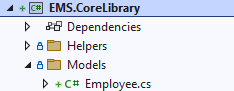 C# EMS.CoreLibrary
Dependencies
Helpers
Models
C# Employee.cs